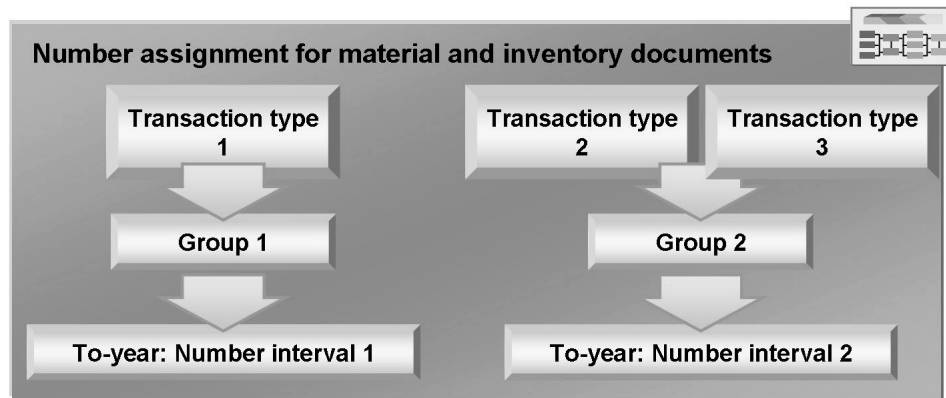 Number assignment for material and inventory documents
Transaction type
1
Transaction type
2
Transaction type
3
Group 1
Group 2
To-year: Number interval 1
To-year: Number interval 2